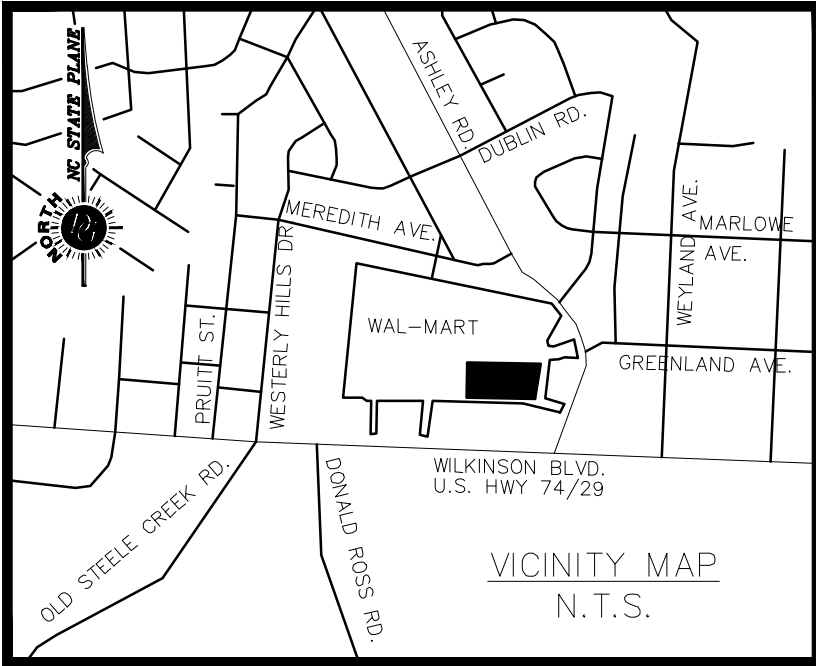 NC STATE PLANE
NORTH
ASHLEY RD.
DUBLIN RD.
MEREDITH AVE.
MARLOWE
AVE.
WEYLAND AVE.
WAL-MART
PRUITT ST.
WESTERLY HILLS DR.
GREENLAND AVE.
WILKINSON BLVD.
U.S. HWY 74/29
OLD STEELE CREEK RD.
DONALD ROSS RD.
VICINITY MAP
N.T.S.